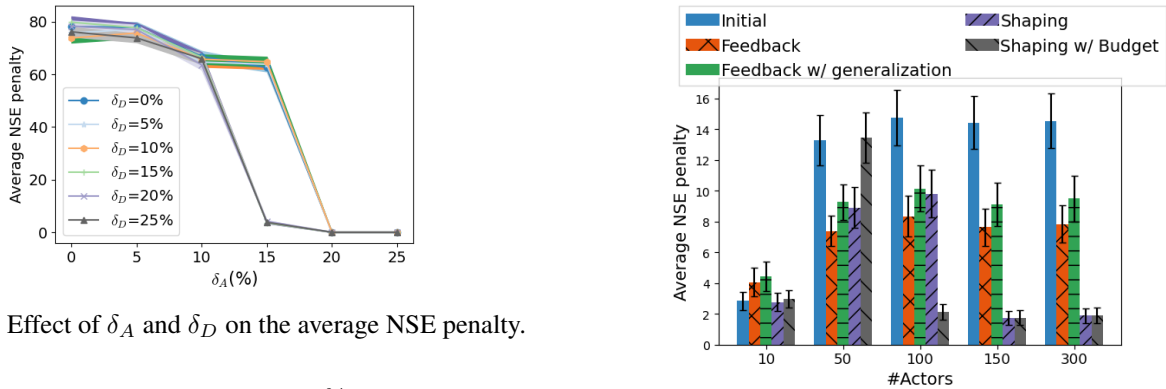 Average NSE penalty
80
60
40
20
0
δ_D=0%
δ_D=5%
δ_D=10%
δ_D=15%
δ_D=20%
δ_D=25%
0 5 10 15 20 25
δ_A(%)
Effect of δ_A and δ_D on the average NSE penalty.
Initial
Feedback
Feedback w/ generalization
Shaping
Shaping w/ Budget
Average NSE penalty
16
14
12
10
8
6
4
2
0
10 50 100 150 300
#Actors